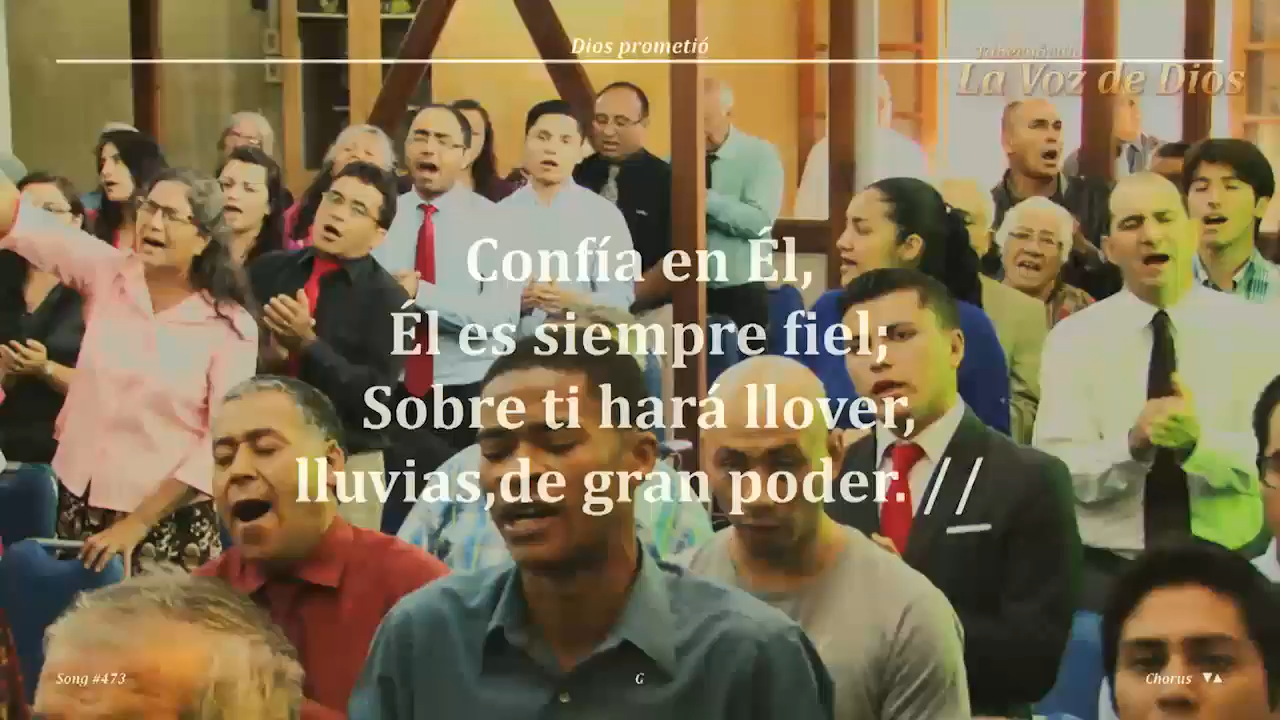 Dios prometió
Tabernáculo
La Voz de Dios
Confía en Él,
Él es siempre fiel;
Sobre ti hará llover,
lluvias,de gran poder. //
Song #473
G
Chorus ▼▲